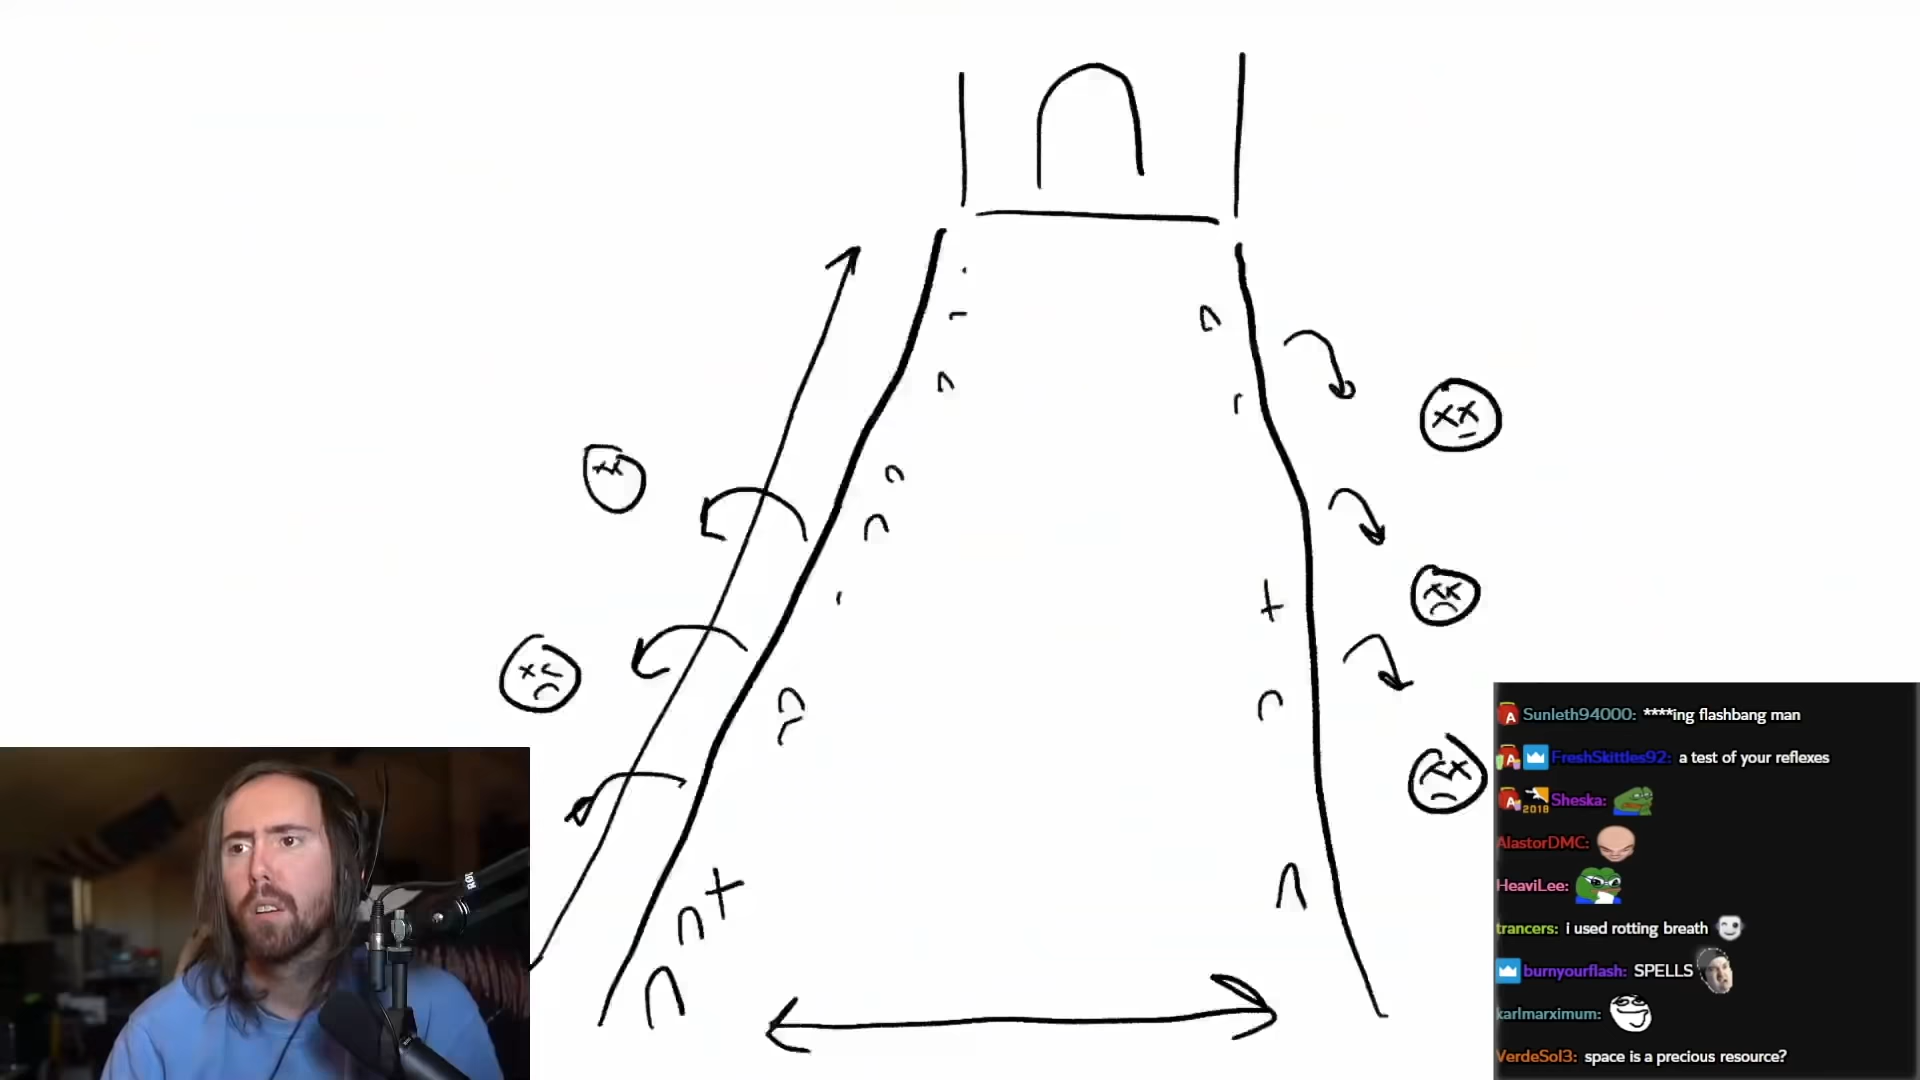 Sunleth94000: ****ing flashbang man
FreshSkittles92: a test of your reflexes
2018 Sheska:
AlastorDMC:
HeaviLee:
trancers: i used rotting breath
burnyourflash: SPELLS
karlmarximum:
VerdeSol3: space is a precious resource?